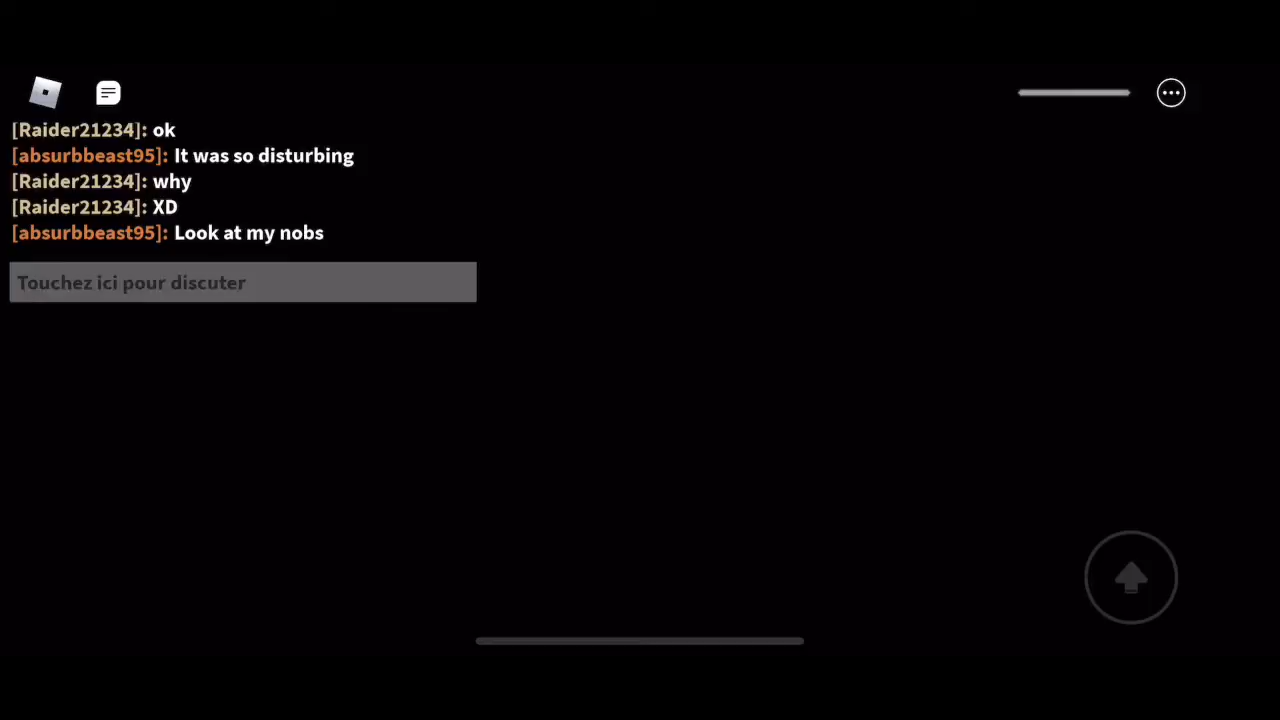 [Raider21234]: ok
[absurbbeast95]: It was so disturbing
[Raider21234]: why
[Raider21234]: XD
[absurbbeast95]: Look at my nobs
Touchez ici pour discuter